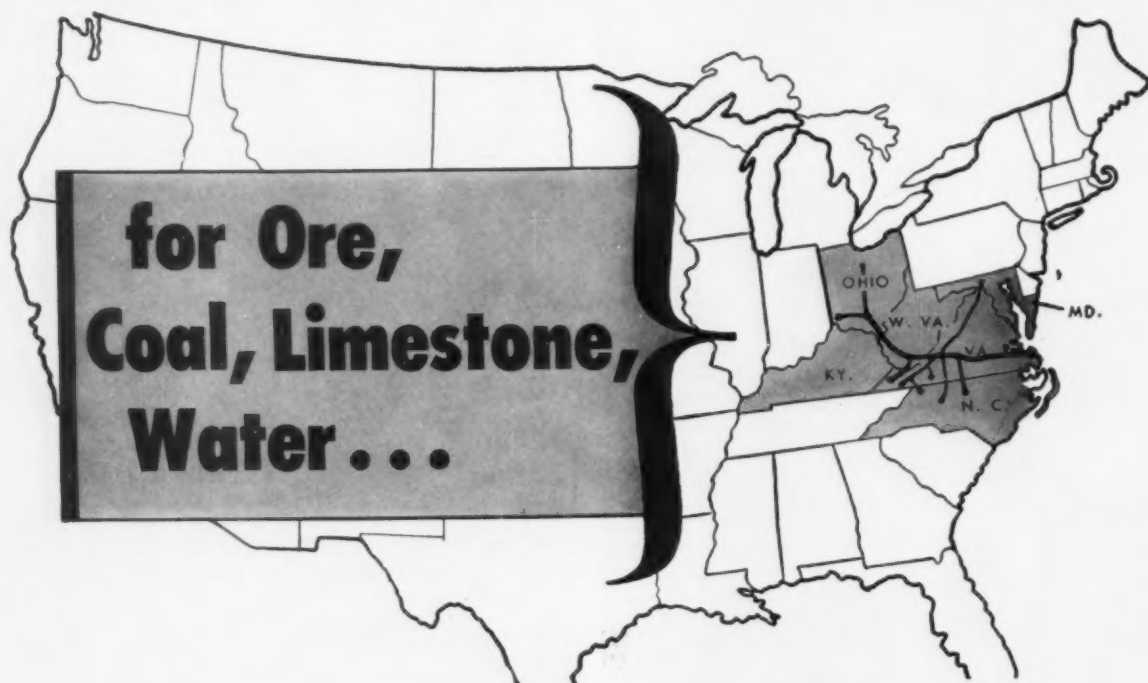 for Ore,
Coal, Limestone,
Water...
OHIO
W. VA.
MD.
VA.
KY.
N. C.